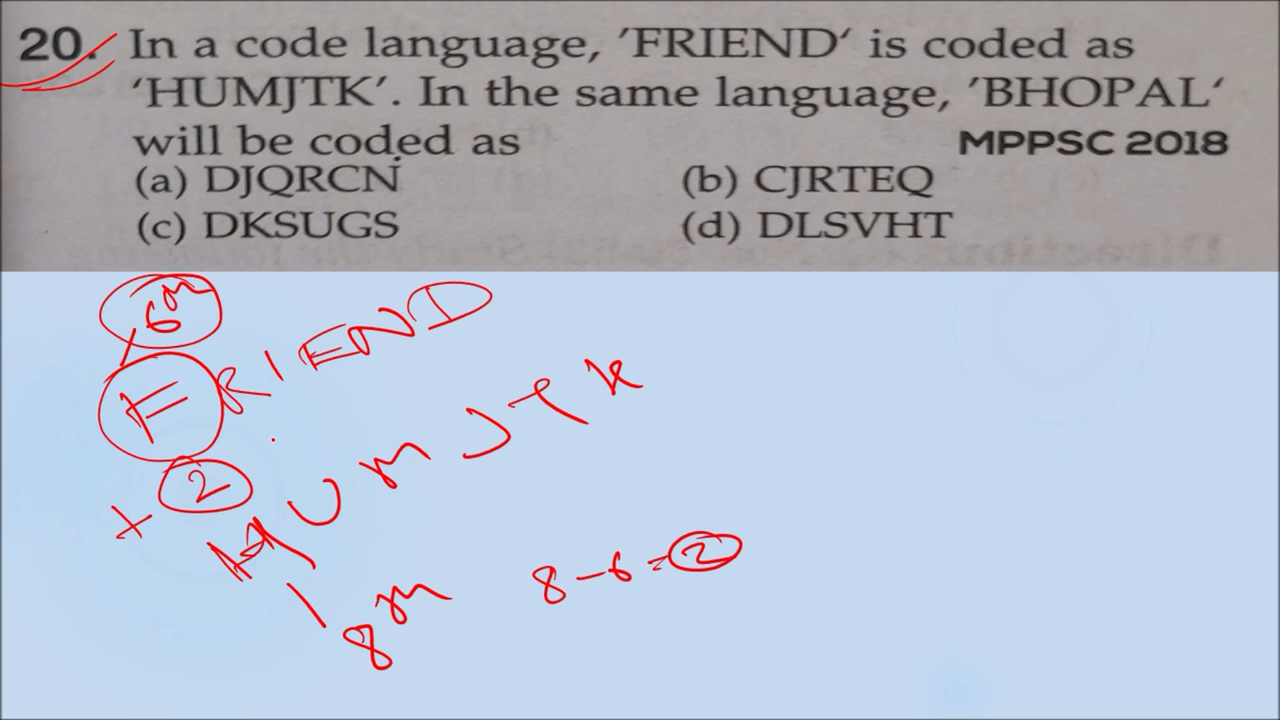 20. In a code language, ’FRIEND‘ is coded as
‘HUMJTK’. In the same language, ’BHOPAL‘
will be coded as MPPSC 2018
(a) DJQRCN (b) CJRTEQ
(c) DKSUGS (d) DLSVHT
6th
FRIEND
+ 2
HUMJTK
8th 8-6=2